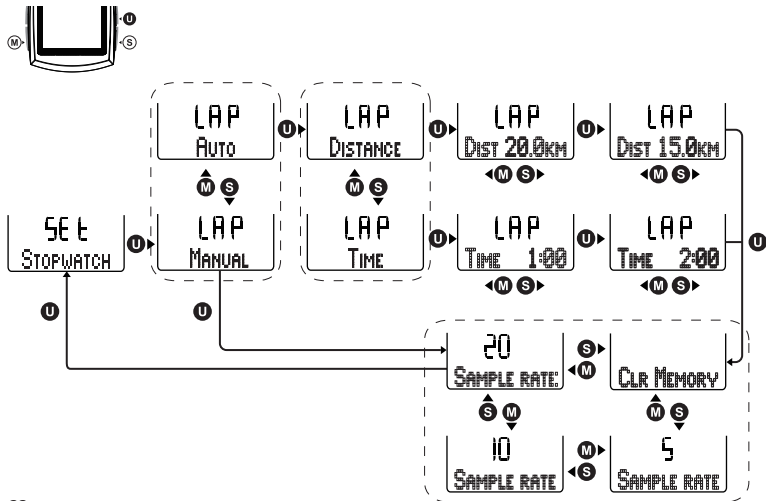 U
M S
LAP LAP LAP LAP
AUTO U DISTANCE U DIST 20.0KM U DIST 15.0KM
M S M S M S M S
SET LAP LAP LAP LAP
STOPWATCH U MANUAL TIME U TIME 1:00 U TIME 2:00 U
M S M S
U U
20 S
SAMPLE RATE: M CLR MEMORY
S M M S
10 M 5
SAMPLE RATE S SAMPLE RATE